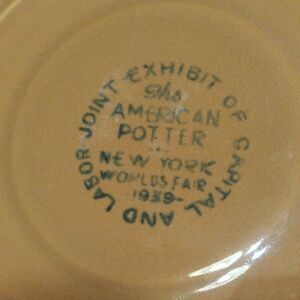 JOINT EXHIBIT OF CAPITAL AND LABOR
The
AMERICAN
POTTER
NEW YORK
WORLDS FAIR
-1939-